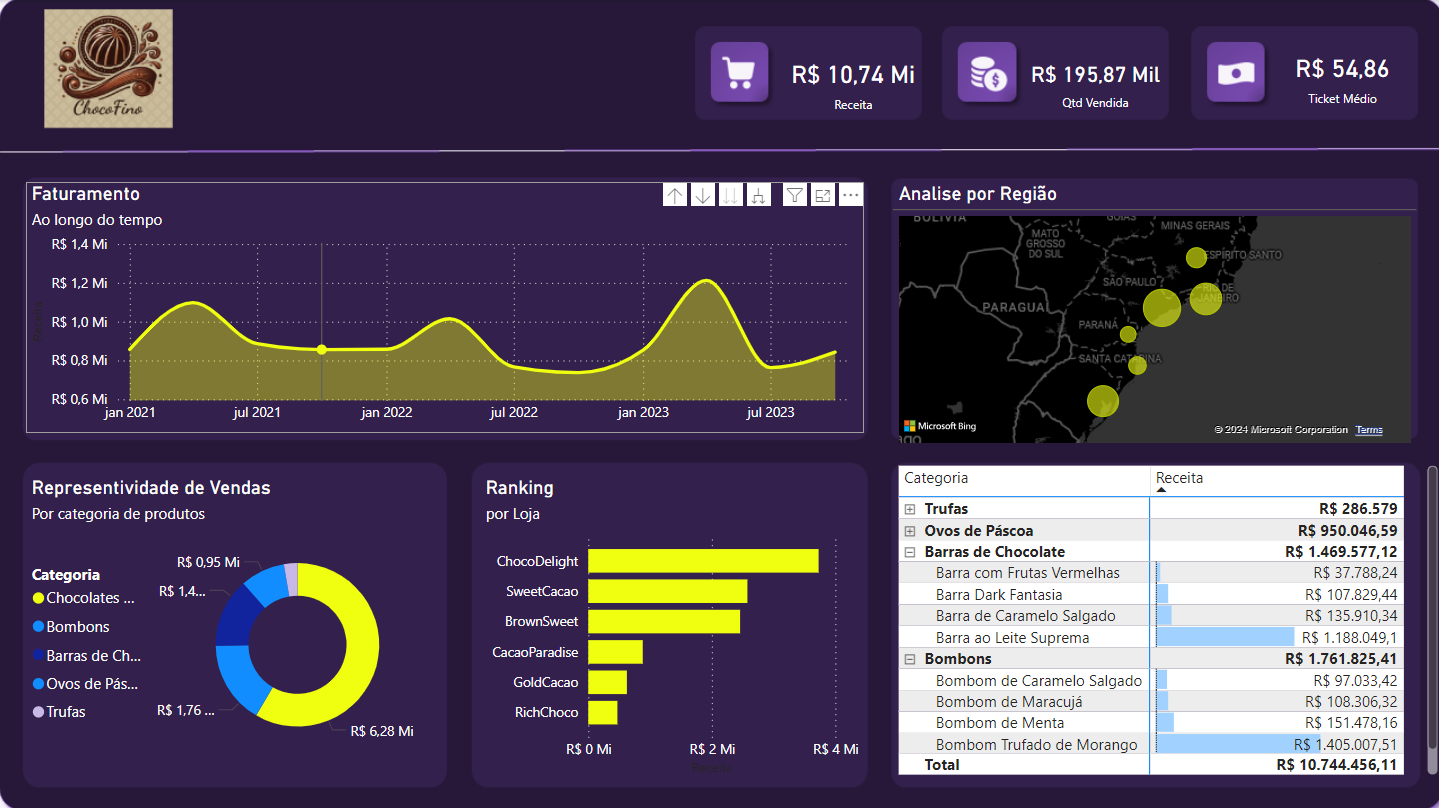 ChocoFino
R$ 10,74 Mi
Receita
R$ 195,87 Mil
Qtd Vendida
R$ 54,86
Ticket Médio
Faturamento
Ao longo do tempo
R$ 1,4 Mi
R$ 1,2 Mi
R$ 1,0 Mi
R$ 0,8 Mi
R$ 0,6 Mi
jan 2021
jul 2021
jan 2022
jul 2022
jan 2023
jul 2023
Analise por Região
BOLIVIA
GOIÁS
MINAS GERAIS
MATO
GROSSO
DO SUL
ESPÍRITO SANTO
SÃO PAULO
RIO DE
JANEIRO
PARAGUAI
PARANÁ
SANTA CATARINA
Microsoft Bing
© 2024 Microsoft Corporation Terms
Representividade de Vendas
Por categoria de produtos
Categoria
Chocolates ...
Bombons
Barras de Ch...
Ovos de Pás...
Trufas
R$ 0,95 Mi
R$ 1,4...
R$ 1,76 ...
R$ 6,28 Mi
Ranking
por Loja
ChocoDelight
SweetCacao
BrownSweet
CacaoParadise
GoldCacao
RichChoco
R$ 0 Mi
R$ 2 Mi
R$ 4 Mi
Categoria Receita
Trufas R$ 286.579
Ovos de Páscoa R$ 950.046,59
Barras de Chocolate R$ 1.469.577,12
Barra com Frutas Vermelhas R$ 37.788,24
Barra Dark Fantasia R$ 107.829,44
Barra de Caramelo Salgado R$ 135.910,34
Barra ao Leite Suprema R$ 1.188.049,1
Bombons R$ 1.761.825,41
Bombom de Caramelo Salgado R$ 97.033,42
Bombom de Maracujá R$ 108.306,32
Bombom de Menta R$ 151.478,16
Bombom Trufado de Morango R$ 1.405.007,51
Total R$ 10.744.456,11